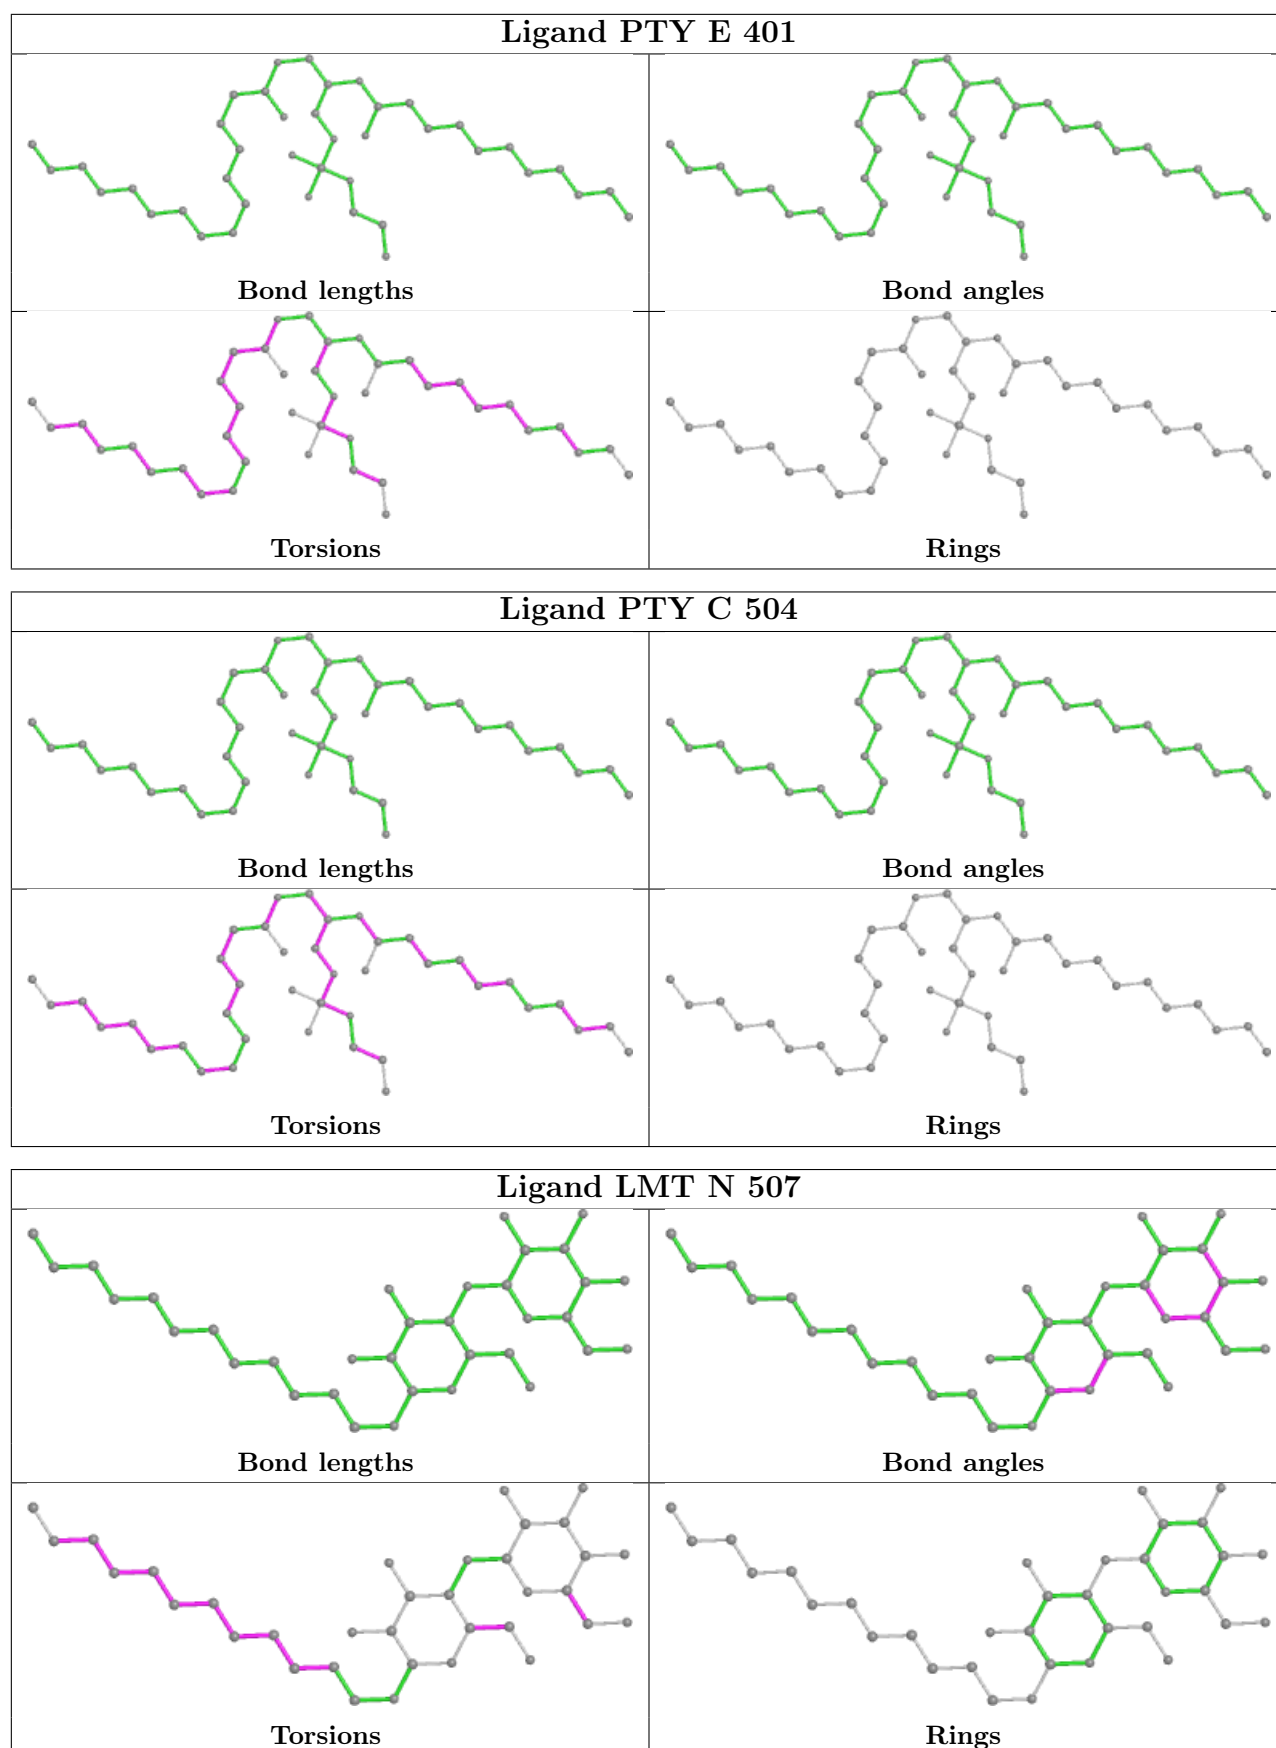 Ligand PTY E 401
Bond lengths
Bond angles
Torsions
Rings
Ligand PTY C 504
Bond lengths
Bond angles
Torsions
Rings
Ligand LMT N 507
Bond lengths
Bond angles
Torsions
Rings